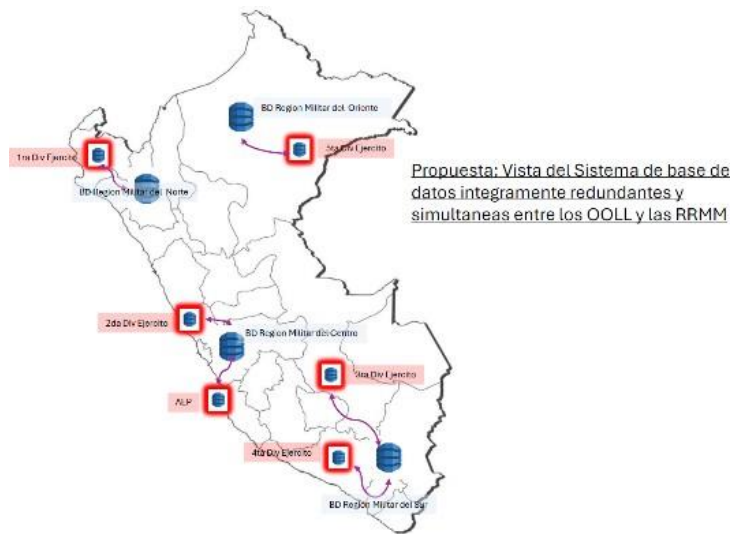 BD Region Militar del Oriente
1ra Div Ejercito
5ta Div Ejercito
BD Region Militar del Norte
Propuesta: Vista del Sistema de base de
datos integramente redundantes y
simultaneas entre los OOLL y las RRMM
2da Div Ejercito
BD Region Militar del Centro
3ra Div Ejercito
AEP
4ta Div Ejercito
BD Region Militar del Sur